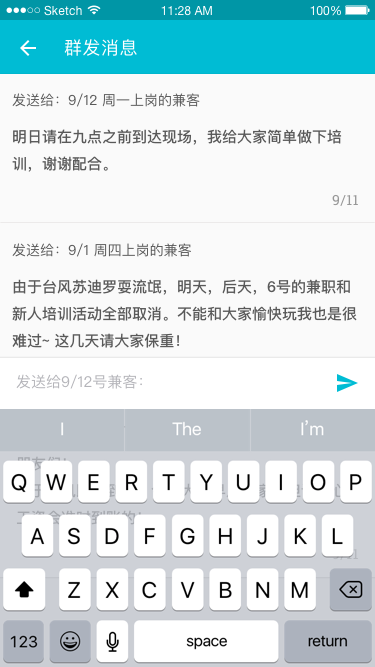 Sketch 11:28 AM 100%
群发消息
发送给：9/12 周一上岗的兼客
明日请在九点之前到达现场，我给大家简单做下培
训，谢谢配合。
9/11
发送给：9/1 周四上岗的兼客
由于台风苏迪罗耍流氓，明天，后天，6号的兼职和
新人培训活动全部取消。不能和大家愉快玩我也是很
难过~ 这几天请大家保重！
发送给9/12号兼客：
I The I'm
Q W E R T Y U I O P
A S D F G H J K L
Z X C V B N M
123 space return